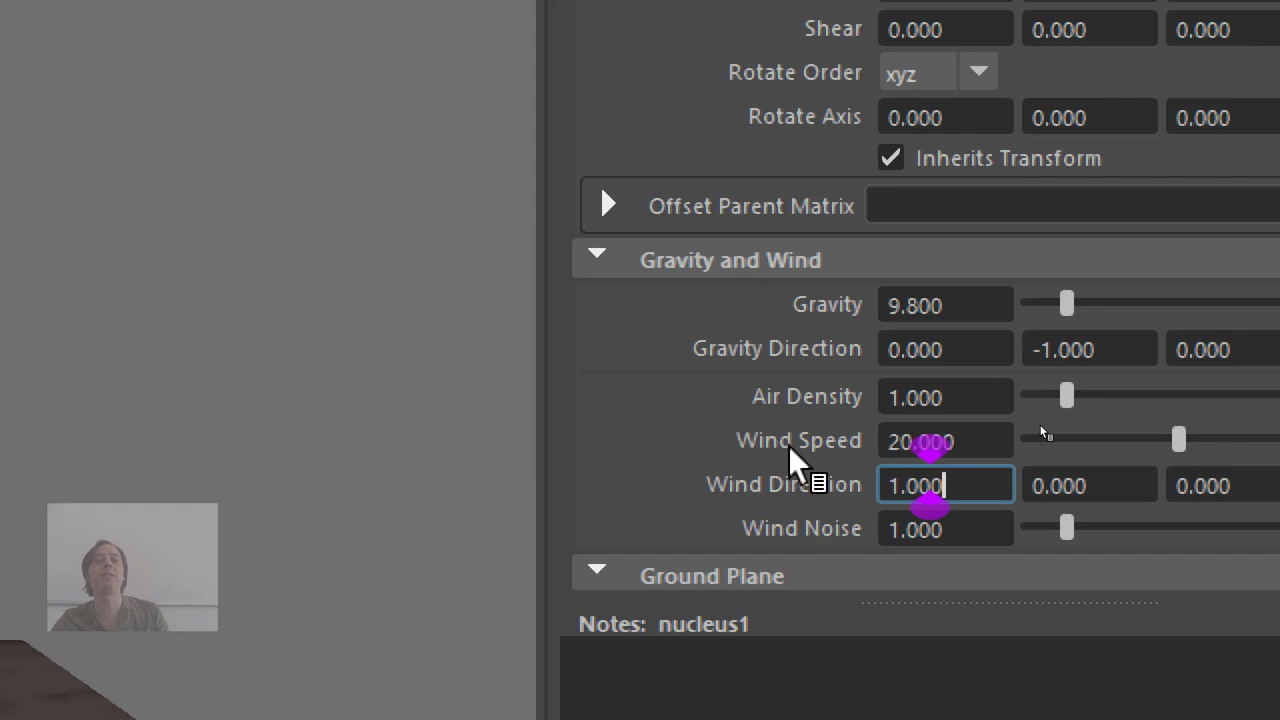 Shear 0.000 0.000 0.000
Rotate Order xyz
Rotate Axis 0.000 0.000 0.000
Inherits Transform
Offset Parent Matrix
Gravity and Wind
Gravity 9.800
Gravity Direction 0.000 -1.000 0.000
Air Density 1.000
Wind Speed 20.000
Wind Direction 1.000 0.000 0.000
Wind Noise 1.000
Ground Plane
Notes: nucleus1